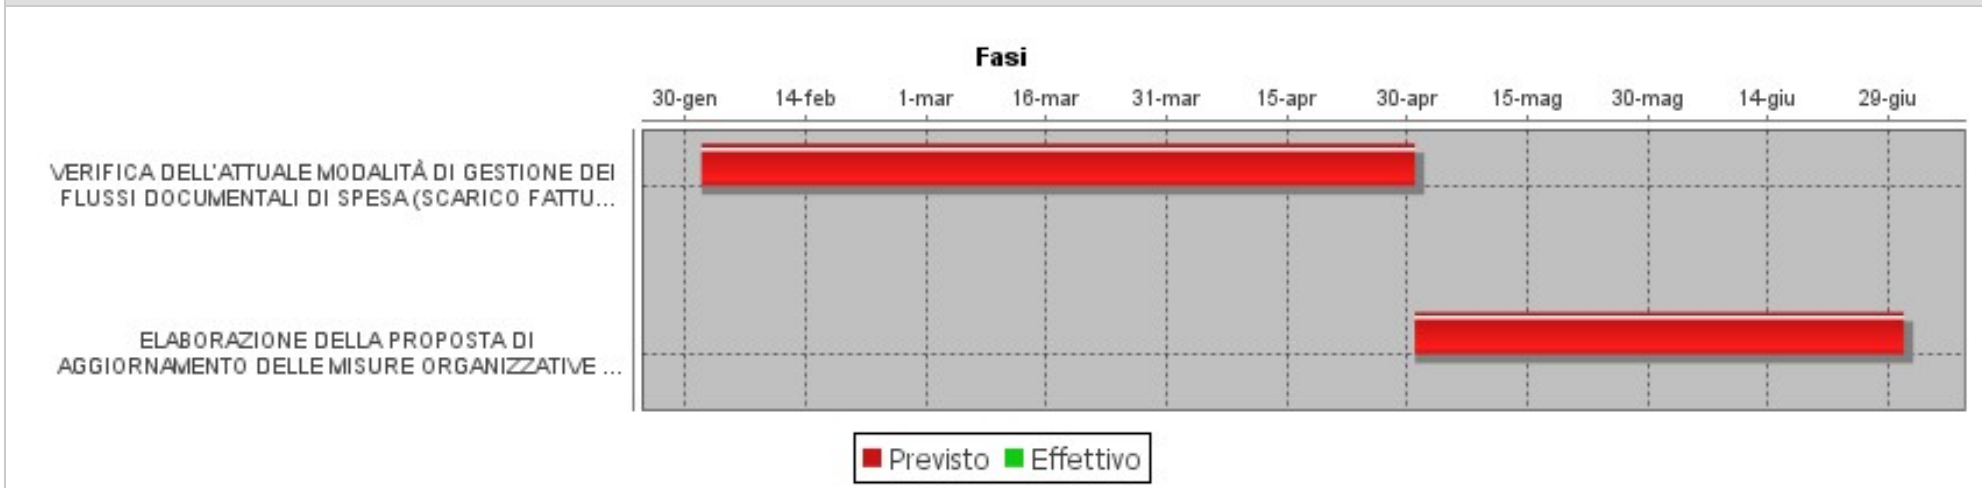 Fasi
30-gen 14-feb 1-mar 16-mar 31-mar 15-apr 30-apr 15-mag 30-mag 14-giu 29-giu
VERIFICA DELL'ATTUALE MODALITÀ DI GESTIONE DEI
FLUSSI DOCUMENTALI DI SPESA (SCARICO FATTU...
ELABORAZIONE DELLA PROPOSTA DI
AGGIORNAMENTO DELLE MISURE ORGANIZZATIVE ...
Previsto Effettivo